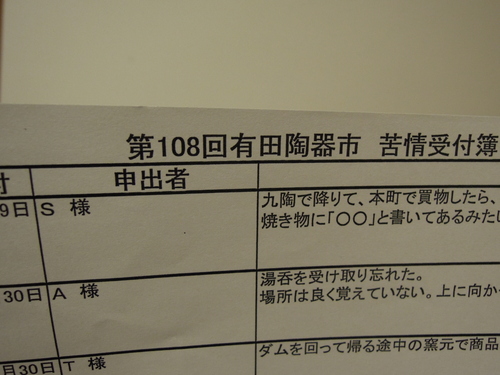 第108回有田陶器市 苦情受付簿
付 申出者
9日 S 様 九陶で降りて、本町で買物したら、
焼き物に「〇〇」と書いてあるみたい
30日 A 様 湯呑を受け取り忘れた。
場所は良く覚えていない。上に向か
月30日 T 様 ダムを回って帰る途中の窯元で商品